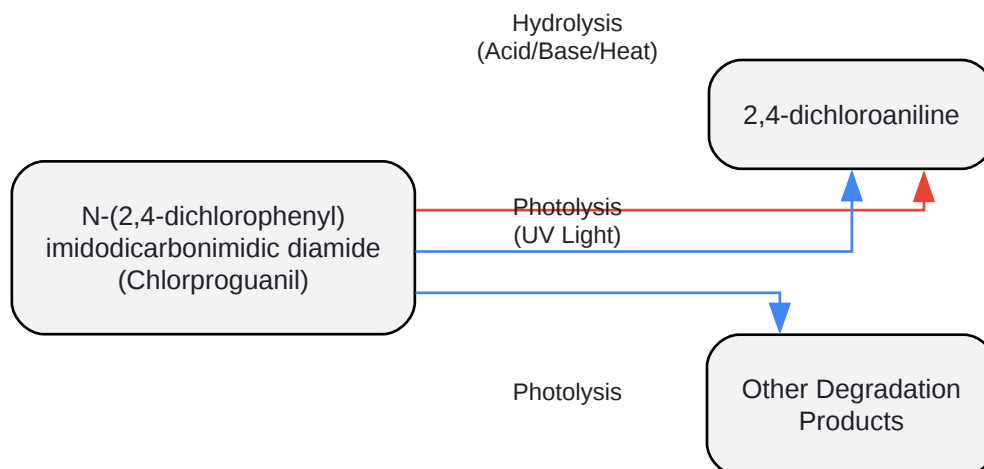 Hydrolysis
(Acid/Base/Heat)
2,4-dichloroaniline
N-(2,4-dichlorophenyl)
imidodicarbonimidic diamide
(Chlorproguanil)
Photolysis
(UV Light)
Photolysis
Other Degradation
Products